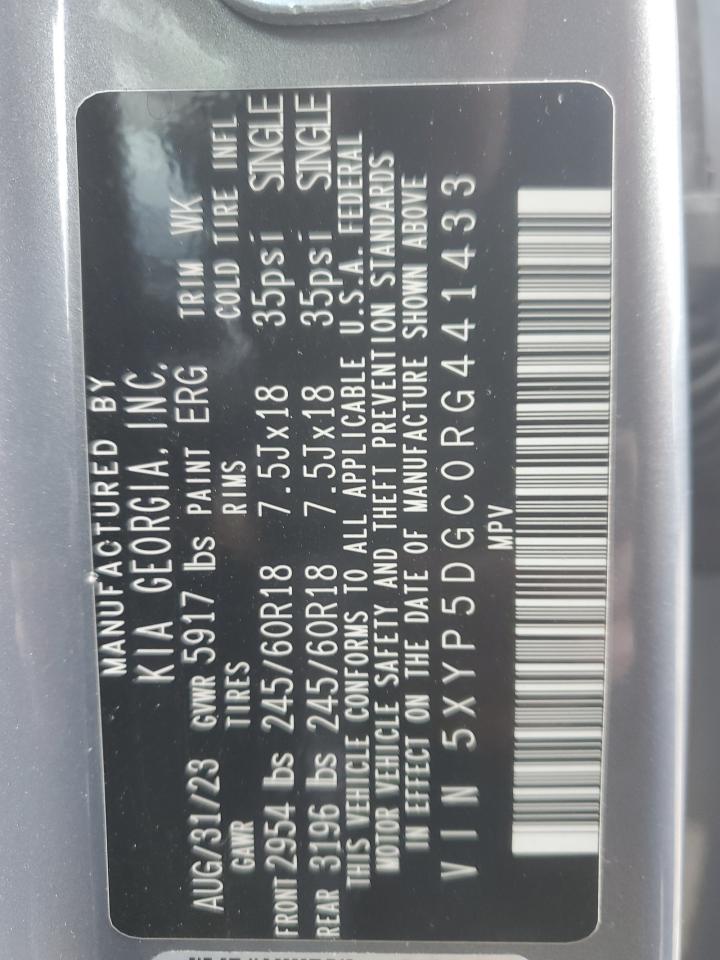 MANUFACTURED BY
KIA GEORGIA, INC.
AUG/31/23 GVWR 5917 lbs PAINT ERG TRIM WK
GAWR TIRES RIMS COLD TIRE INFL
FRONT 2954 lbs 245/60R18 7.5Jx18 35psi SINGLE
REAR 3196 lbs 245/60R18 7.5Jx18 35psi SINGLE
THIS VEHICLE CONFORMS TO ALL APPLICABLE U.S.A. FEDERAL
MOTOR VEHICLE SAFETY AND THEFT PREVENTION STANDARDS
IN EFFECT ON THE DATE OF MANUFACTURE SHOWN ABOVE
VIN 5XYP5DGC0RG441433
MPV